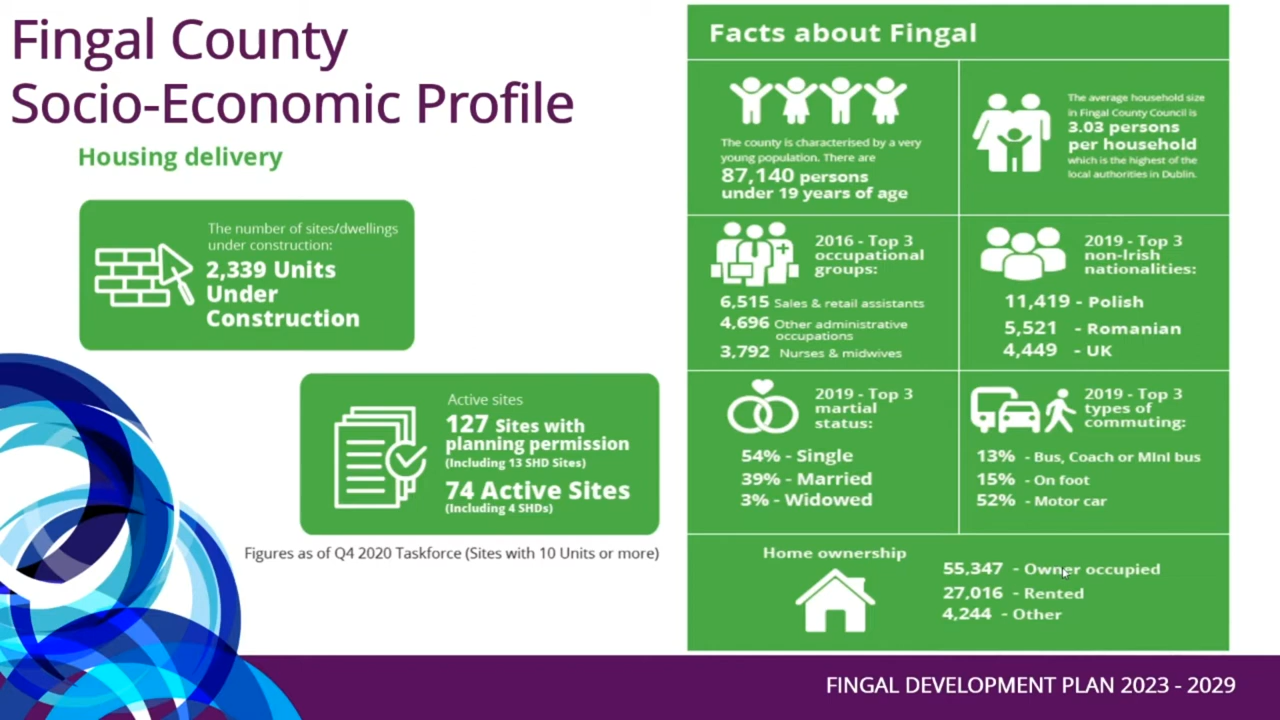 Fingal County
Socio-Economic Profile
Housing delivery
The number of sites/dwellings
under construction:
2,339 Units
Under
Construction
Active sites
127 Sites with
planning permission
(Including 13 SHD Sites)
74 Active Sites
(Including 4 SHDs)
Figures as of Q4 2020 Taskforce (Sites with 10 Units or more)
Facts about Fingal
The county is characterised by a very
young population. There are
87,140 persons
under 19 years of age
The average household size
in Fingal County Council is
3.03 persons
per household
which is the highest of the
local authorities in Dublin.
2016 - Top 3
occupational
groups:
6,515 Sales & retail assistants
4,696 Other administrative
occupations
3,792 Nurses & midwives
2019 - Top 3
non-Irish
nationalities:
11,419 - Polish
5,521 - Romanian
4,449 - UK
2019 - Top 3
martial
status:
54% - Single
39% - Married
3% - Widowed
2019 - Top 3
types of
commuting:
13% - Bus, Coach or MIni bus
15% - On foot
52% - Motor car
Home ownership
55,347 - Owner occupied
27,016 - Rented
4,244 - Other
FINGAL DEVELOPMENT PLAN 2023 - 2029